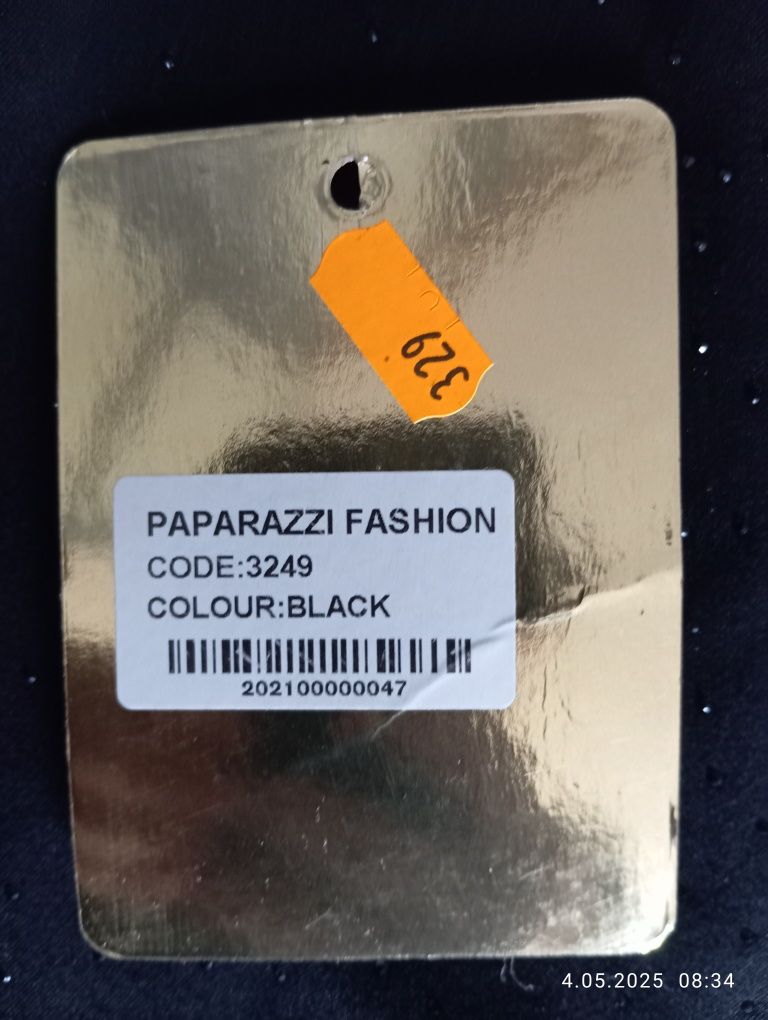 329
PAPARAZZI FASHION
CODE:3249
COLOUR:BLACK
202100000047
4.05.2025 08:34